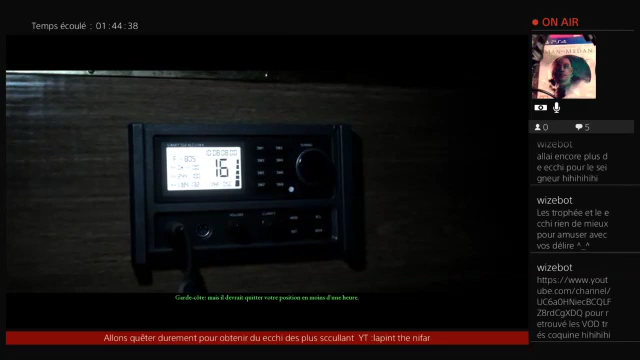 Temps écoulé : 01:44:38
ON AIR
MAN of MEDAN
0
5
wizebot
allai encore plus d
e ecchi pour le sei
gneur hihihihihi
wizebot
Les trophée et le e
cchi rien de mieux
pour amuser avec
vos délire ^_^
wizebot
https://www.yout
ube.com/channel/
UC6a0HNiecBCQLF
ZBrdCgXDQ pour r
etrouvé les VOD tr
és coquine hihihihi
16
Garde-côte: mais il devrait quitter votre position en moins d'une heure.
Allons quêter durement pour obtenir du ecchi des plus sccullant YT :lapint the nifar